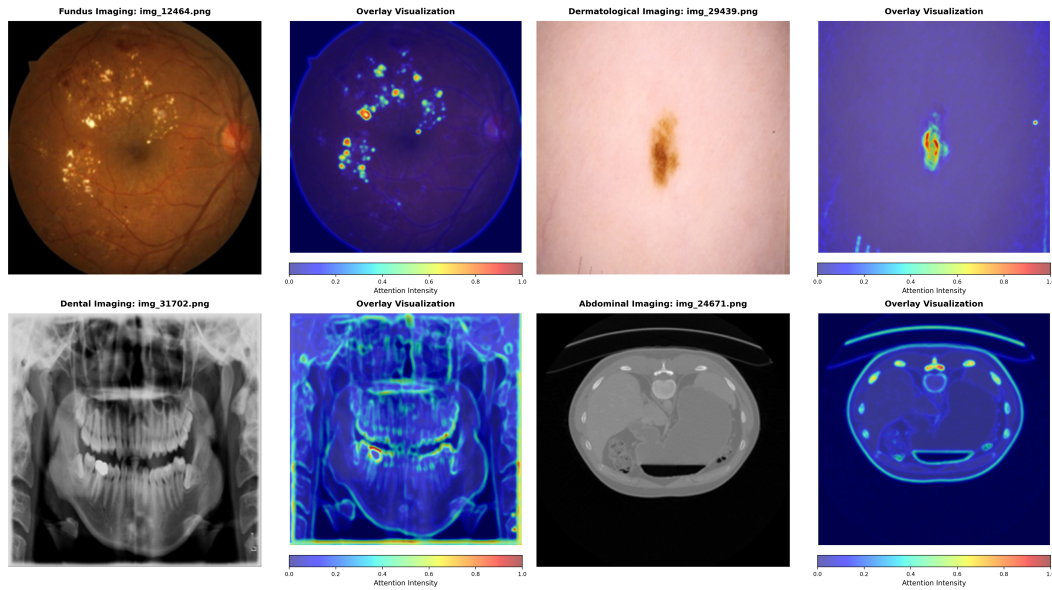 Fundus Imaging: img_12464.png
Overlay Visualization
Dermatological Imaging: img_29439.png
Overlay Visualization
0.0 0.2 0.4 0.6 0.8 1.0
Attention Intensity
0.0 0.2 0.4 0.6 0.8 1.0
Attention Intensity
Dental Imaging: img_31702.png
Overlay Visualization
Abdominal Imaging: img_24671.png
Overlay Visualization
0.0 0.2 0.4 0.6 0.8 1.0
Attention Intensity
0.0 0.2 0.4 0.6 0.8 1.0
Attention Intensity